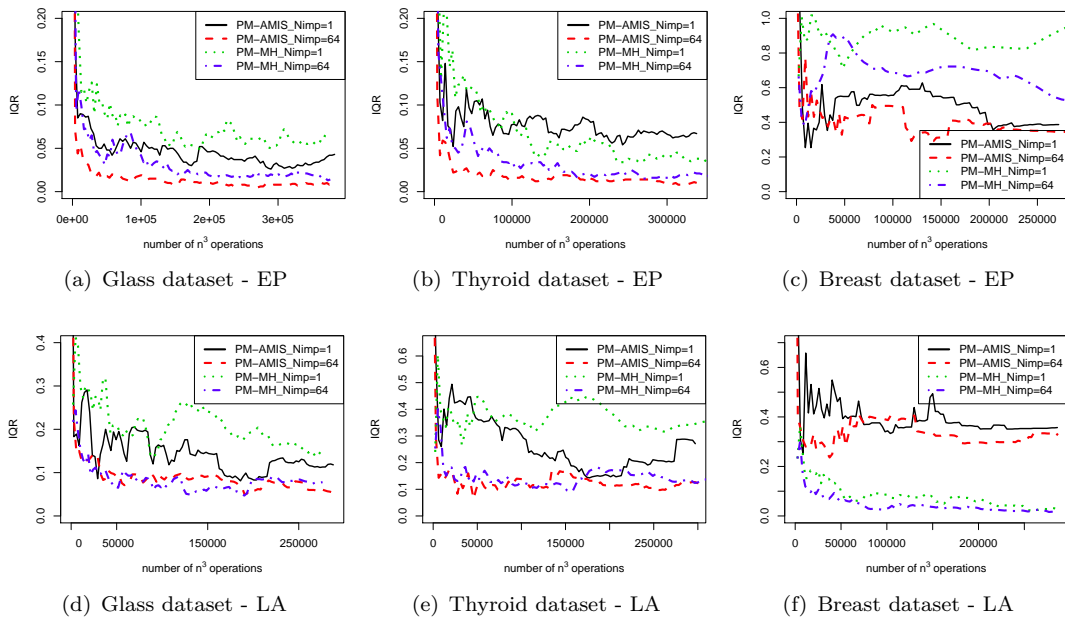 PM−AMIS_Nimp=1
PM−AMIS_Nimp=64
PM−MH_Nimp=1
PM−MH_Nimp=64
IQR
0.00 0.05 0.10 0.15 0.20
0e+00 1e+05 2e+05 3e+05
number of n³ operations
(a) Glass dataset - EP
PM−AMIS_Nimp=1
PM−AMIS_Nimp=64
PM−MH_Nimp=1
PM−MH_Nimp=64
IQR
0.00 0.05 0.10 0.15 0.20
0 100000 200000 300000
number of n³ operations
(b) Thyroid dataset - EP
PM−AMIS_Nimp=1
PM−AMIS_Nimp=64
PM−MH_Nimp=1
PM−MH_Nimp=64
IQR
0.0 0.2 0.4 0.6 0.8 1.0
0 50000 100000 150000 200000 250000
number of n³ operations
(c) Breast dataset - EP
PM−AMIS_Nimp=1
PM−AMIS_Nimp=64
PM−MH_Nimp=1
PM−MH_Nimp=64
IQR
0.0 0.1 0.2 0.3 0.4
0 50000 150000 250000
number of n³ operations
(d) Glass dataset - LA
PM−AMIS_Nimp=1
PM−AMIS_Nimp=64
PM−MH_Nimp=1
PM−MH_Nimp=64
IQR
0.0 0.1 0.2 0.3 0.4 0.5 0.6
0 50000 150000 250000
number of n³ operations
(e) Thyroid dataset - LA
PM−AMIS_Nimp=1
PM−AMIS_Nimp=64
PM−MH_Nimp=1
PM−MH_Nimp=64
IQR
0.0 0.2 0.4 0.6
0 50000 100000 200000
number of n³ operations
(f) Breast dataset - LA